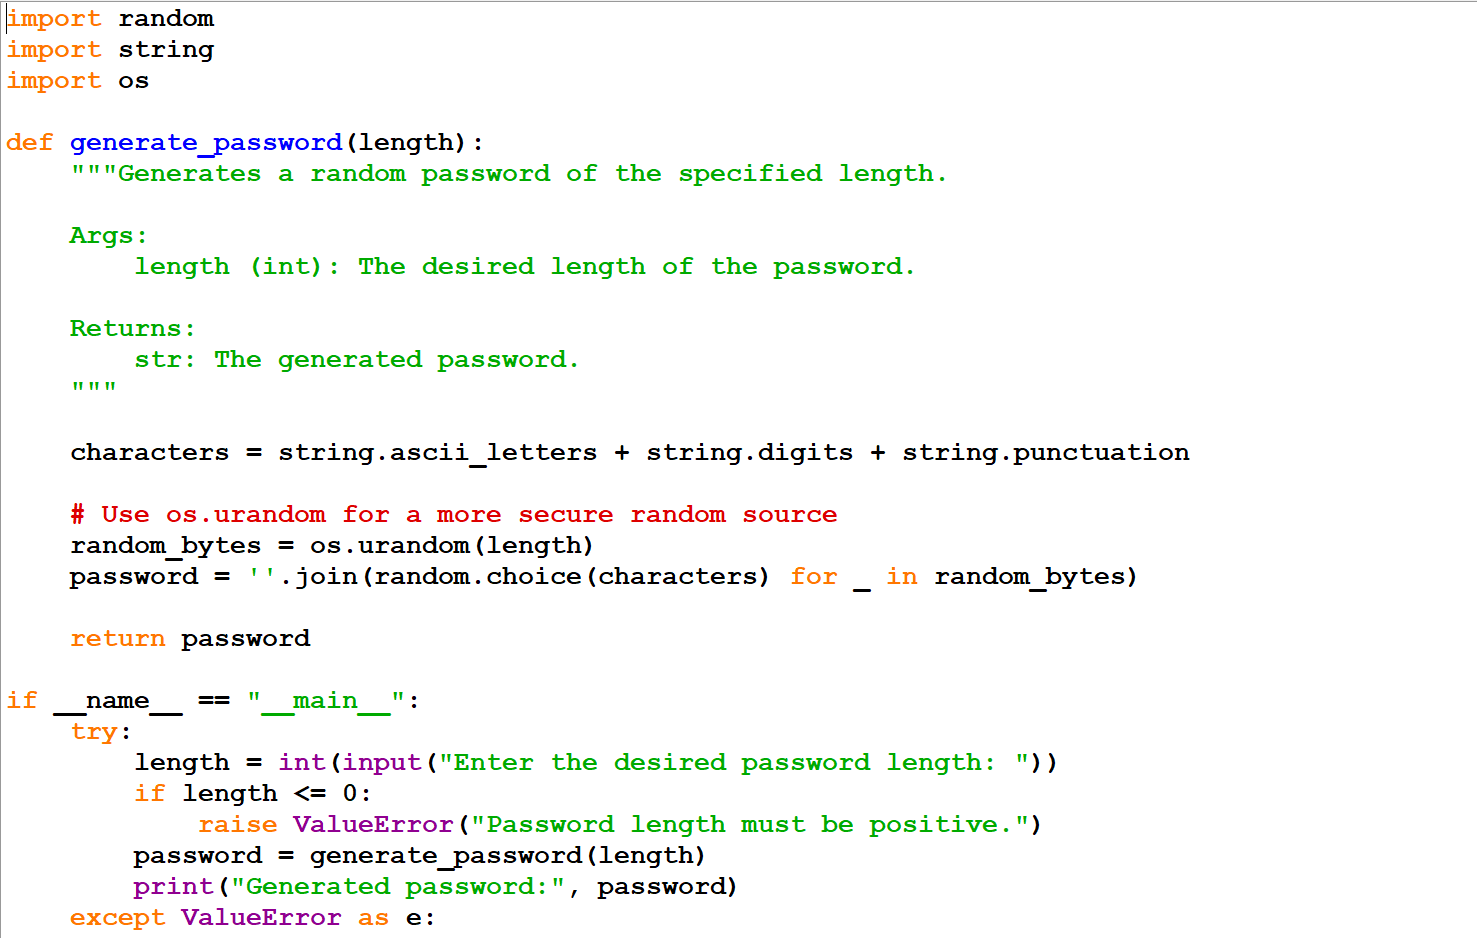 import random
import string
import os

def generate_password(length):
    """Generates a random password of the specified length.

    Args:
        length (int): The desired length of the password.

    Returns:
        str: The generated password.
    """

    characters = string.ascii_letters + string.digits + string.punctuation

    # Use os.urandom for a more secure random source
    random_bytes = os.urandom(length)
    password = ''.join(random.choice(characters) for _ in random_bytes)

    return password

if __name__ == "__main__":
    try:
        length = int(input("Enter the desired password length: "))
        if length <= 0:
            raise ValueError("Password length must be positive.")
        password = generate_password(length)
        print("Generated password:", password)
    except ValueError as e: